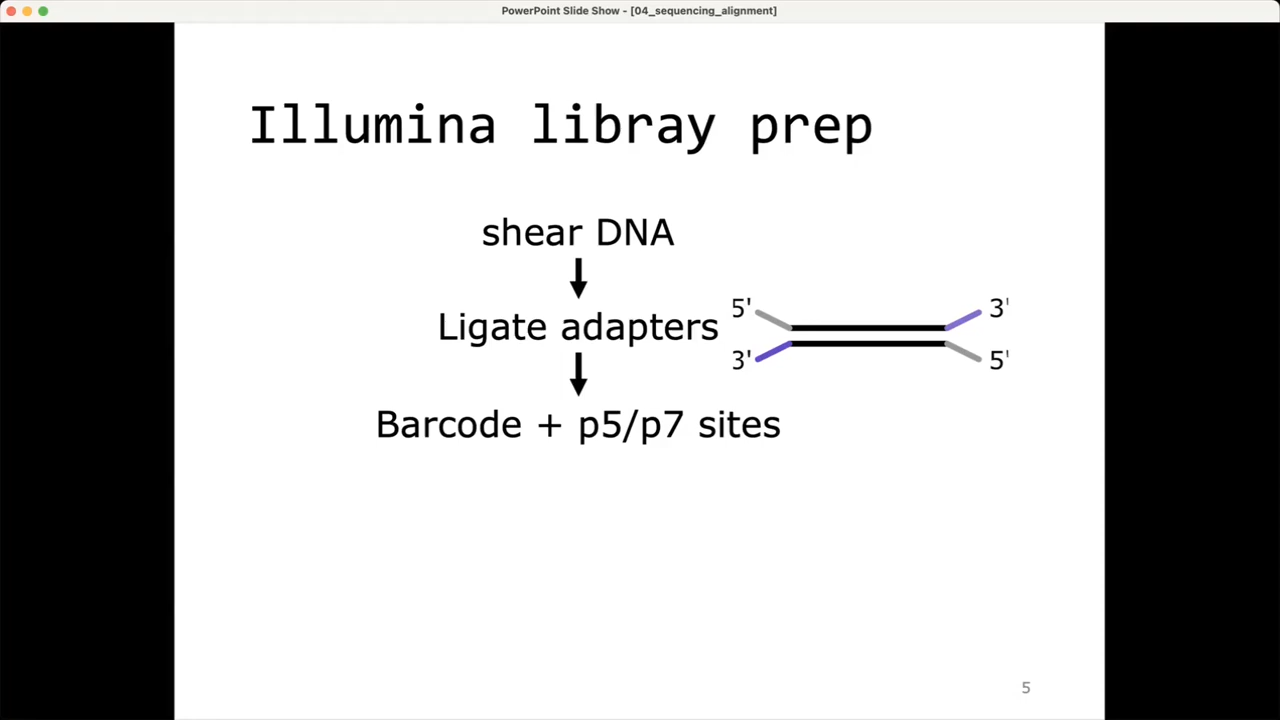 PowerPoint Slide Show - [04_sequencing_alignment]
Illumina libray prep
shear DNA
Ligate adapters
5' 3'
3' 5'
Barcode + p5/p7 sites
5